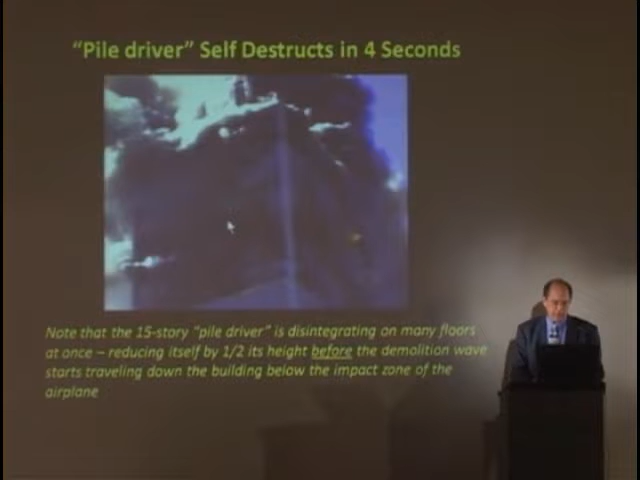 "Pile driver" Self Destructs in 4 Seconds
Note that the 15-story "pile driver" is disintegrating on many floors
at once – reducing itself by 1/2 its height before the demolition wave
starts traveling down the building below the impact zone of the
airplane